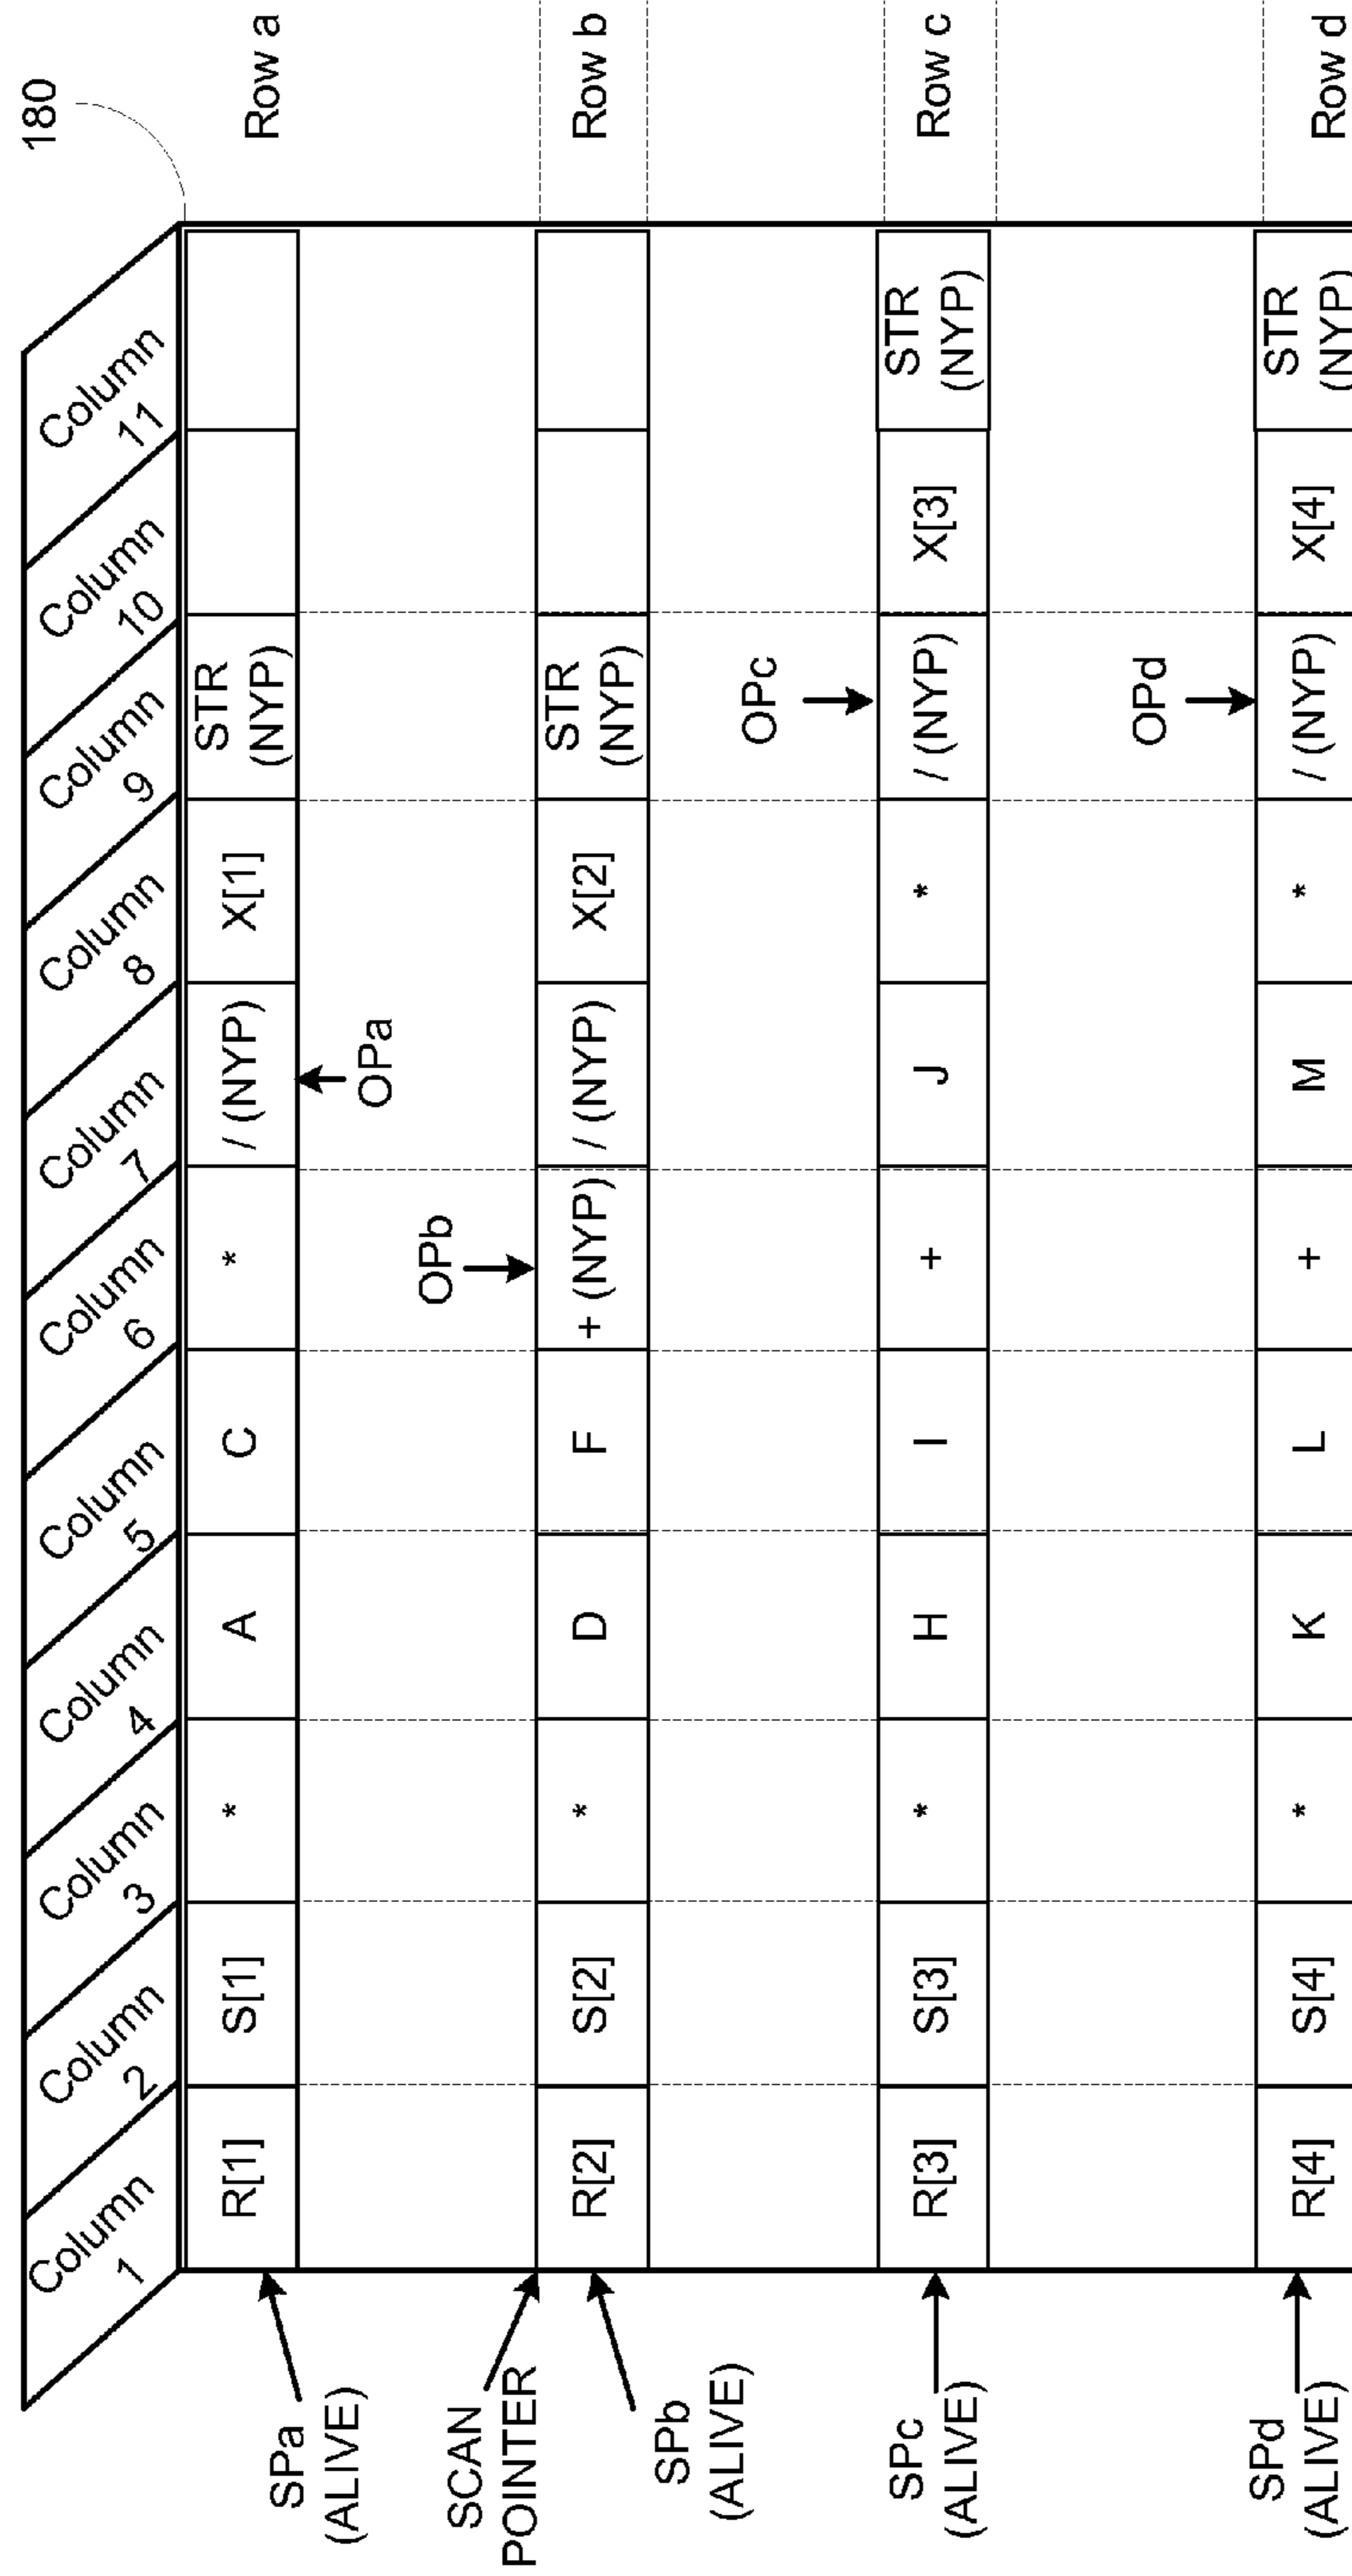 180
Column
1
Column
2
Column
3
Column
4
Column
5
Column
6
Column
7
Column
8
Column
9
Column
10
Column
11
SPa
(ALIVE)
R[1]
S[1]
*
A
C
*
/ (NYP)
X[1]
STR
(NYP)
Row a
OPa
OPb
SCAN
POINTER
SPb
(ALIVE)
R[2]
S[2]
*
D
F
+ (NYP)
/ (NYP)
X[2]
STR
(NYP)
Row b
OPc
SPc
(ALIVE)
R[3]
S[3]
*
H
I
+
J
*
/ (NYP)
X[3]
STR
(NYP)
Row c
OPd
SPd
(ALIVE)
R[4]
S[4]
*
K
L
+
M
*
/ (NYP)
X[4]
STR
(NYP)
Row d